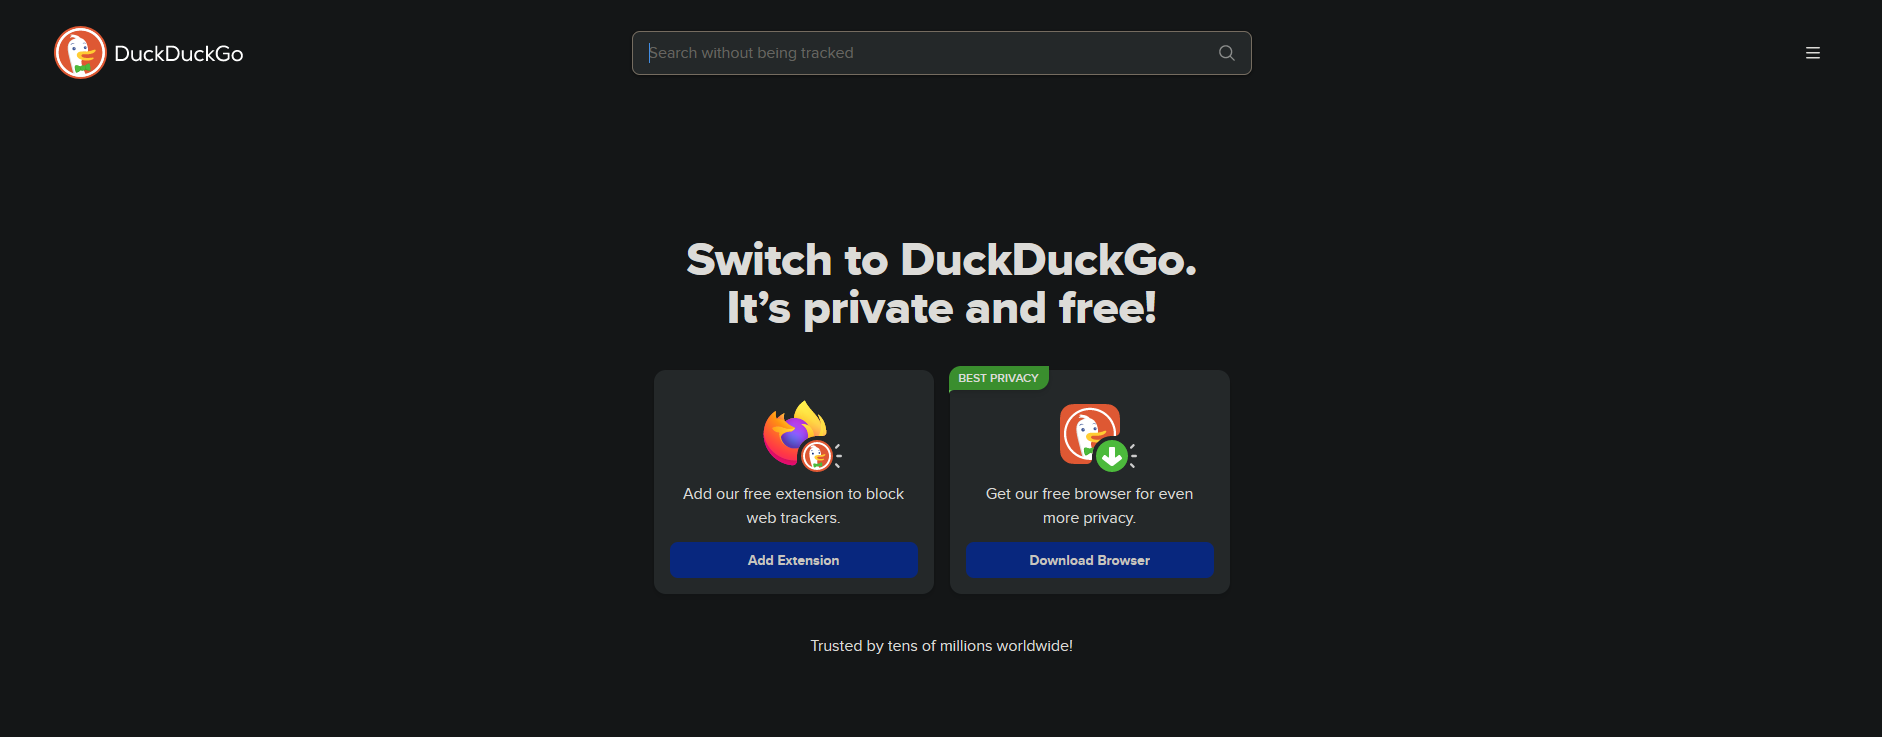 DuckDuckGo
Search without being tracked
Switch to DuckDuckGo.
It’s private and free!
Add our free extension to block
web trackers.
Add Extension
BEST PRIVACY
Get our free browser for even
more privacy.
Download Browser
Trusted by tens of millions worldwide!